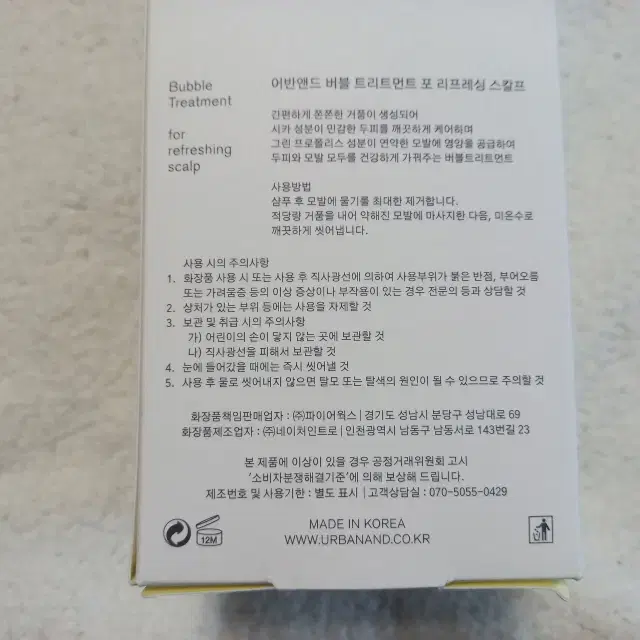 Bubble
Treatment
for
refreshing
scalp
어반앤드 버블 트리트먼트 포 리프레싱 스칼프
간편하게 쫀쫀한 거품이 생성되어
시카 성분이 민감한 두피를 깨끗하게 케어하며
그린 프로폴리스 성분이 연약한 모발에 영양을 공급하여
두피와 모발 모두를 건강하게 가꿔주는 버블트리트먼트
사용방법
샴푸 후 모발에 물기를 최대한 제거합니다.
적당량 거품을 내어 약해진 모발에 마사지한 다음, 미온수로
깨끗하게 씻어냅니다.
사용 시의 주의사항
1. 화장품 사용 시 또는 사용 후 직사광선에 의하여 사용부위가 붉은 반점, 부어오름
또는 가려움증 등의 이상 증상이나 부작용이 있는 경우 전문의 등과 상담할 것
2. 상처가 있는 부위 등에는 사용을 자제할 것
3. 보관 및 취급 시의 주의사항
가) 어린이의 손이 닿지 않는 곳에 보관할 것
나) 직사광선을 피해서 보관할 것
4. 눈에 들어갔을 때에는 즉시 씻어낼 것
5. 사용 후 물로 씻어내지 않으면 탈모 또는 탈색의 원인이 될 수 있으므로 주의할 것
화장품책임판매업자 : ㈜파이어웍스 | 경기도 성남시 분당구 성남대로 69
화장품제조업자 : ㈜네이처인트로 | 인천광역시 남동구 남동서로 143번길 23
본 제품에 이상이 있을 경우 공정거래위원회 고시
'소비자분쟁해결기준'에 의해 보상해 드립니다.
제조번호 및 사용기한 : 별도 표시 | 고객상담실 : 070-5055-0429
12M
MADE IN KOREA
WWW.URBANAND.CO.KR